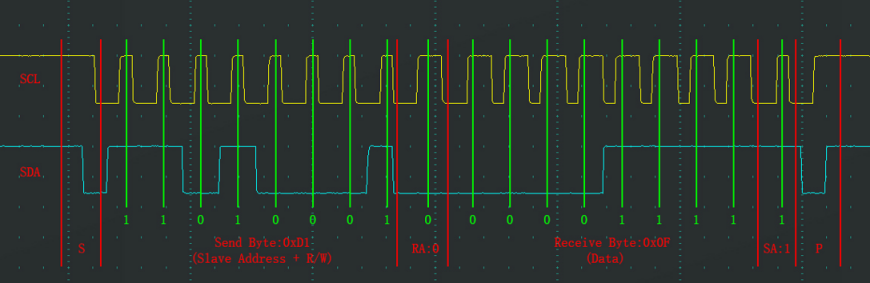 SCL
SDA
1 1 0 1 0 0 0 1 0 0 0 0 0 1 1 1 1 1
S Send Byte:0xD1 RA:0 Receive Byte:0x0F SA:1 P
(Slave Address + R/W) (Data)